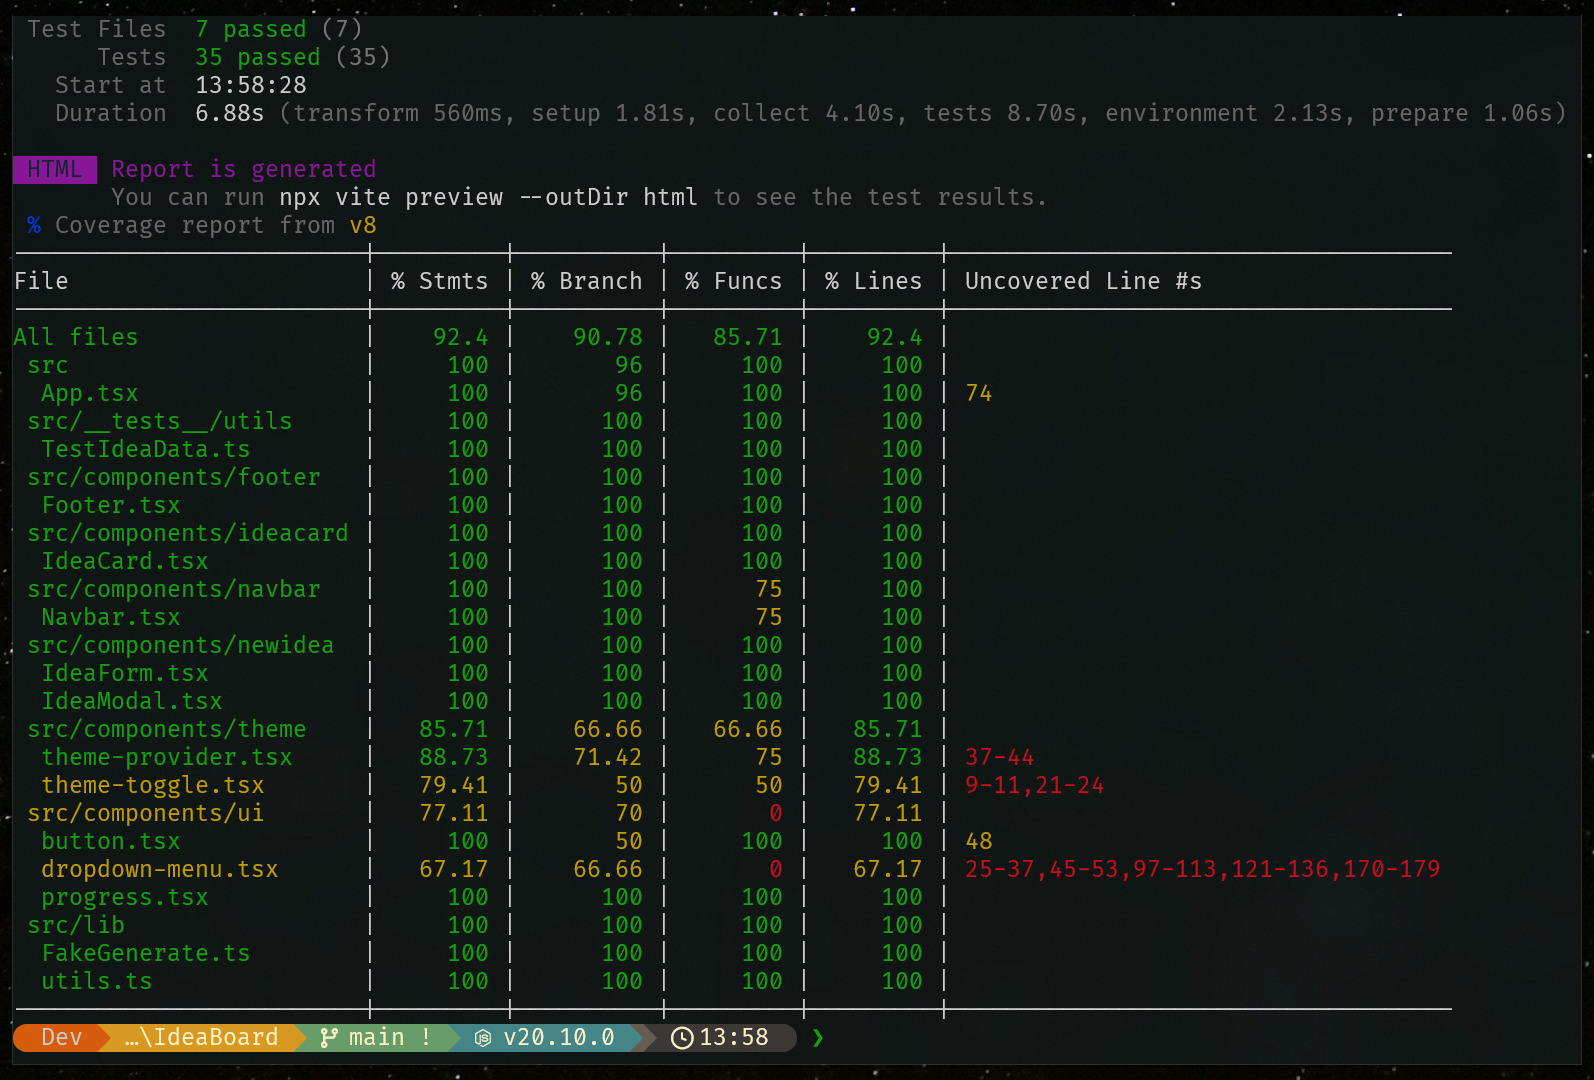 Test Files  7 passed (7)
Tests  35 passed (35)
Start at  13:58:28
Duration  6.88s (transform 560ms, setup 1.81s, collect 4.10s, tests 8.70s, environment 2.13s, prepare 1.06s)
HTML  Report is generated
You can run npx vite preview --outDir html to see the test results.
% Coverage report from v8
File | % Stmts | % Branch | % Funcs | % Lines | Uncovered Line #s
All files | 92.4 | 90.78 | 85.71 | 92.4 |
src | 100 | 96 | 100 | 100 |
App.tsx | 100 | 96 | 100 | 100 | 74
src/__tests__/utils | 100 | 100 | 100 | 100 |
TestIdeaData.ts | 100 | 100 | 100 | 100 |
src/components/footer | 100 | 100 | 100 | 100 |
Footer.tsx | 100 | 100 | 100 | 100 |
src/components/ideacard | 100 | 100 | 100 | 100 |
IdeaCard.tsx | 100 | 100 | 100 | 100 |
src/components/navbar | 100 | 100 | 75 | 100 |
Navbar.tsx | 100 | 100 | 75 | 100 |
src/components/newidea | 100 | 100 | 100 | 100 |
IdeaForm.tsx | 100 | 100 | 100 | 100 |
IdeaModal.tsx | 100 | 100 | 100 | 100 |
src/components/theme | 85.71 | 66.66 | 66.66 | 85.71 |
theme-provider.tsx | 88.73 | 71.42 | 75 | 88.73 | 37-44
theme-toggle.tsx | 79.41 | 50 | 50 | 79.41 | 9-11,21-24
src/components/ui | 77.11 | 70 | 0 | 77.11 |
button.tsx | 100 | 50 | 100 | 100 | 48
dropdown-menu.tsx | 67.17 | 66.66 | 0 | 67.17 | 25-37,45-53,97-113,121-136,170-179
progress.tsx | 100 | 100 | 100 | 100 |
src/lib | 100 | 100 | 100 | 100 |
FakeGenerate.ts | 100 | 100 | 100 | 100 |
utils.ts | 100 | 100 | 100 | 100 |
Dev …\IdeaBoard main ! v20.10.0 13:58 ❯